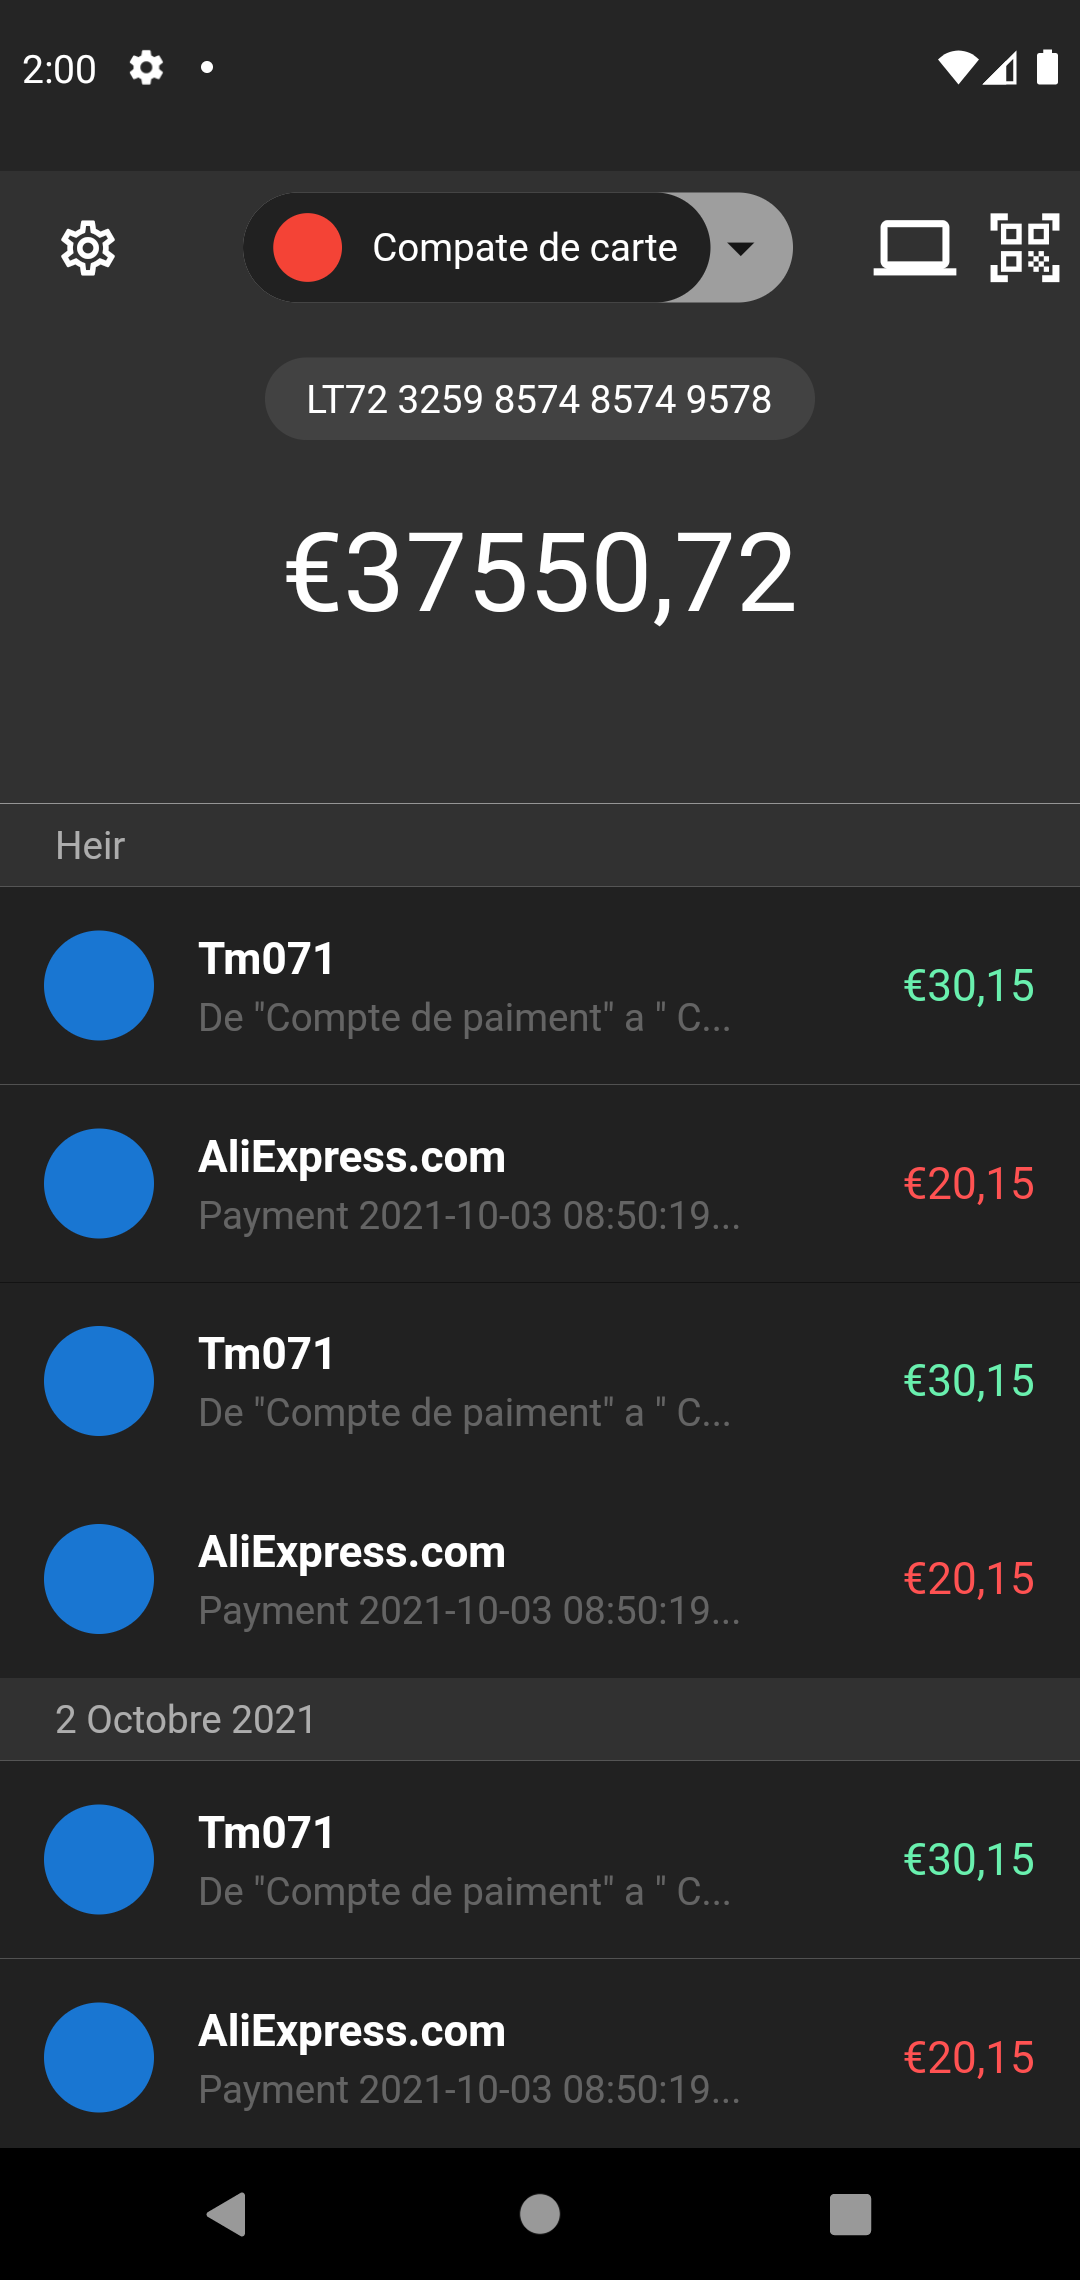 2:00
Compate de carte
LT72 3259 8574 8574 9578
€37550,72
Heir
Tm071
De "Compte de paiment" a " C...
€30,15
AliExpress.com
Payment 2021-10-03 08:50:19...
€20,15
Tm071
De "Compte de paiment" a " C...
€30,15
AliExpress.com
Payment 2021-10-03 08:50:19...
€20,15
2 Octobre 2021
Tm071
De "Compte de paiment" a " C...
€30,15
AliExpress.com
Payment 2021-10-03 08:50:19...
€20,15